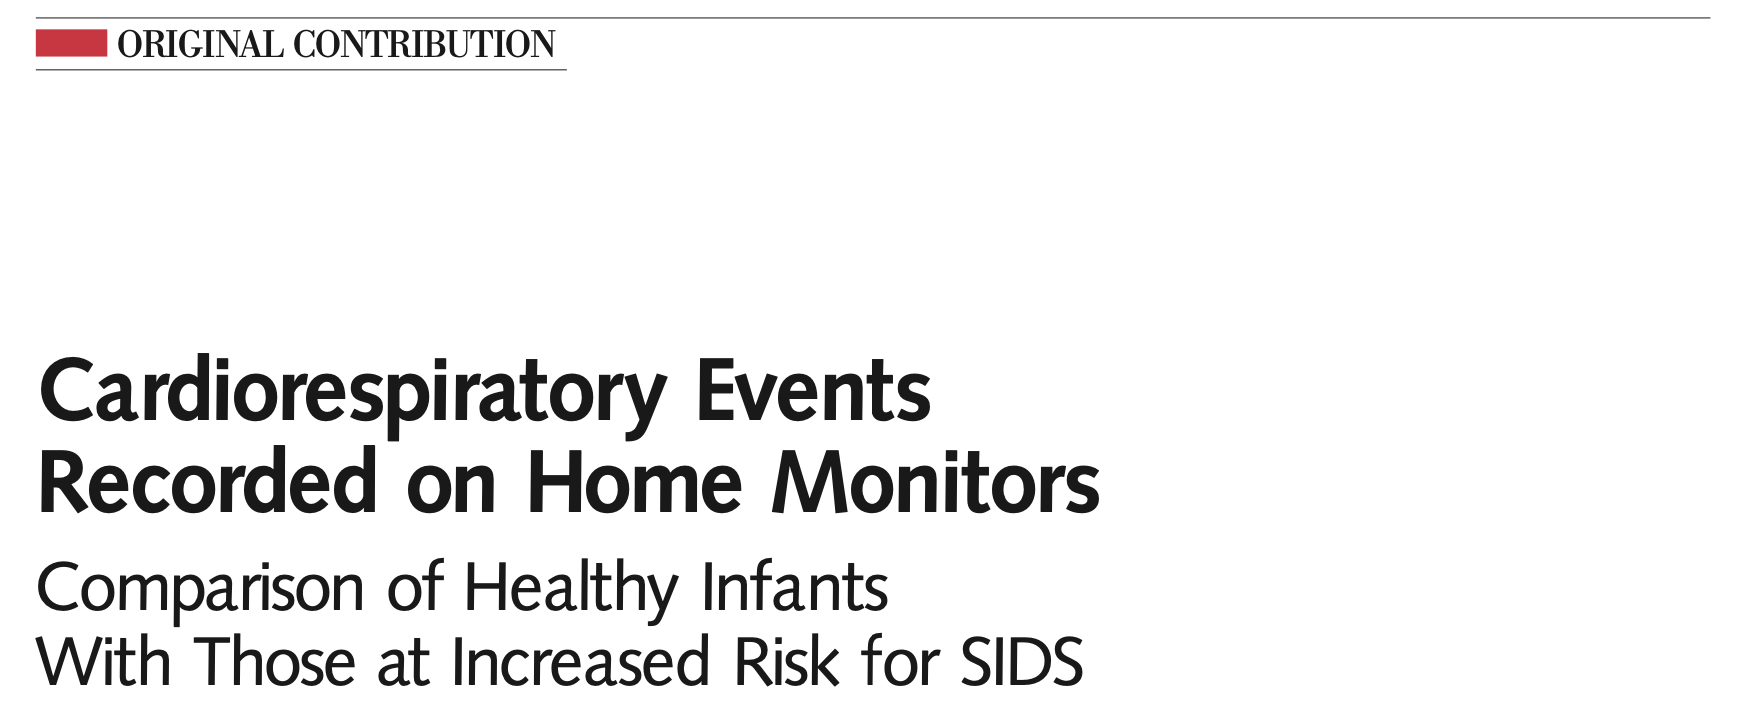 ORIGINAL CONTRIBUTION
Cardiorespiratory Events
Recorded on Home Monitors
Comparison of Healthy Infants
With Those at Increased Risk for SIDS